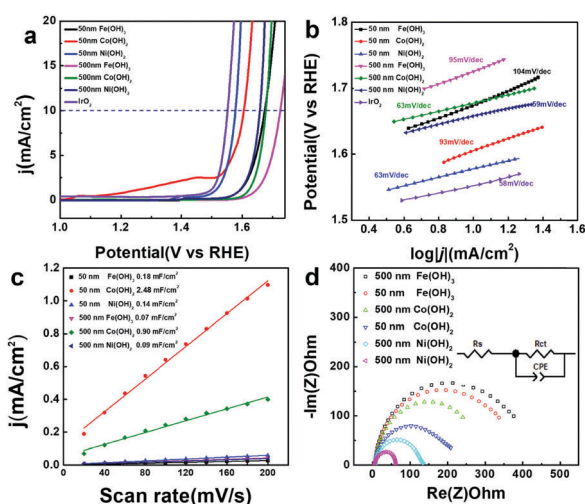 a
50nm Fe(OH)3
50nm Co(OH)2
50nm Ni(OH)2
500nm Fe(OH)3
500nm Co(OH)2
500nm Ni(OH)2
IrO2
j(mA/cm²)
20
15
10
5
0
1.0 1.2 1.4 1.6
Potential(V vs RHE)
b
50 nm Fe(OH)3
50 nm Co(OH)2
50 nm Ni(OH)2
500 nm Fe(OH)3
500 nm Co(OH)2
500 nm Ni(OH)2
IrO2
95mV/dec
104mV/dec
63mV/dec
59mV/dec
93mV/dec
63mV/dec
58mV/dec
Potential(V vs RHE)
1.8
1.7
1.6
1.5
0.4 0.6 0.8 1.0 1.2 1.4 1.6
log|j|(mA/cm²)
c
50 nm Fe(OH)3 0.18 mF/cm²
50 nm Co(OH)2 2.48 mF/cm²
50 nm Ni(OH)2 0.14 mF/cm²
500 nm Fe(OH)3 0.07 mF/cm²
500 nm Co(OH)2 0.90 mF/cm²
500 nm Ni(OH)2 0.09 mF/cm²
j(mA/cm²)
1.2
1.0
0.8
0.6
0.4
0.2
0.0
0 40 80 120 160 200
Scan rate(mV/s)
d
500 nm Fe(OH)3
50 nm Fe(OH)3
500 nm Co(OH)2
50 nm Co(OH)2
500 nm Ni(OH)2
50 nm Ni(OH)2
Rs
Rct
CPE
-Im(Z)Ohm
400
350
300
250
200
150
100
50
0
0 100 200 300 400 500
Re(Z)Ohm